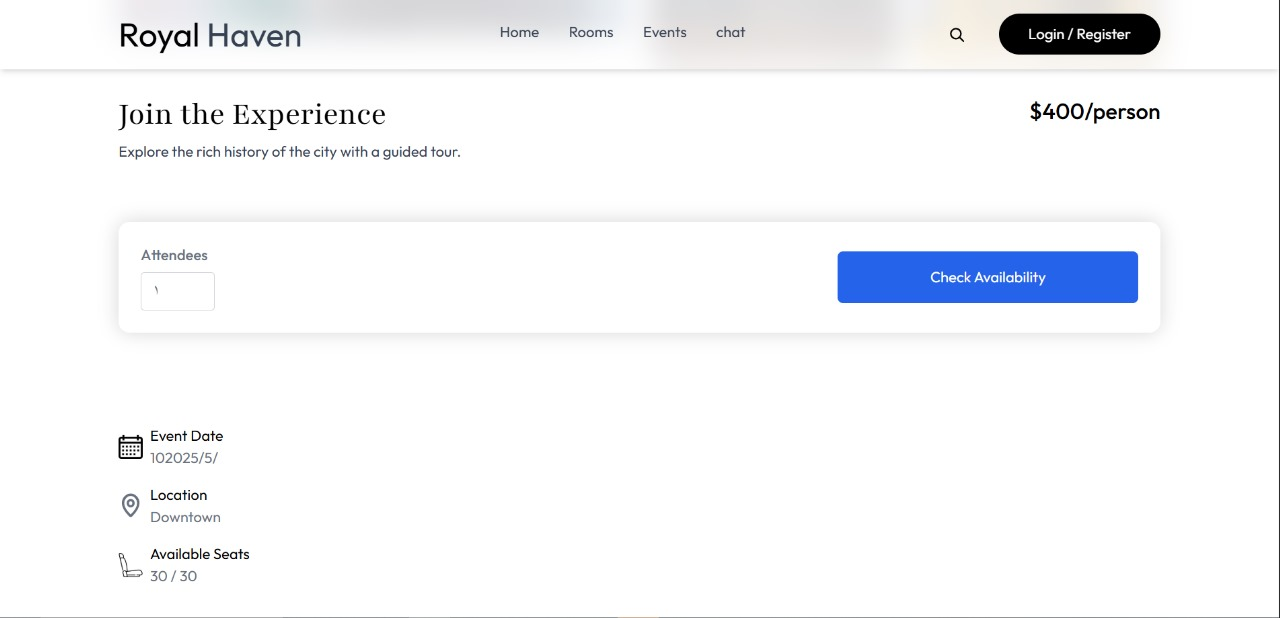 Royal Haven
Home Rooms Events chat
Login / Register
Join the Experience
$400/person
Explore the rich history of the city with a guided tour.
Attendees
١
Check Availability
Event Date
102025/5/
Location
Downtown
Available Seats
30 / 30